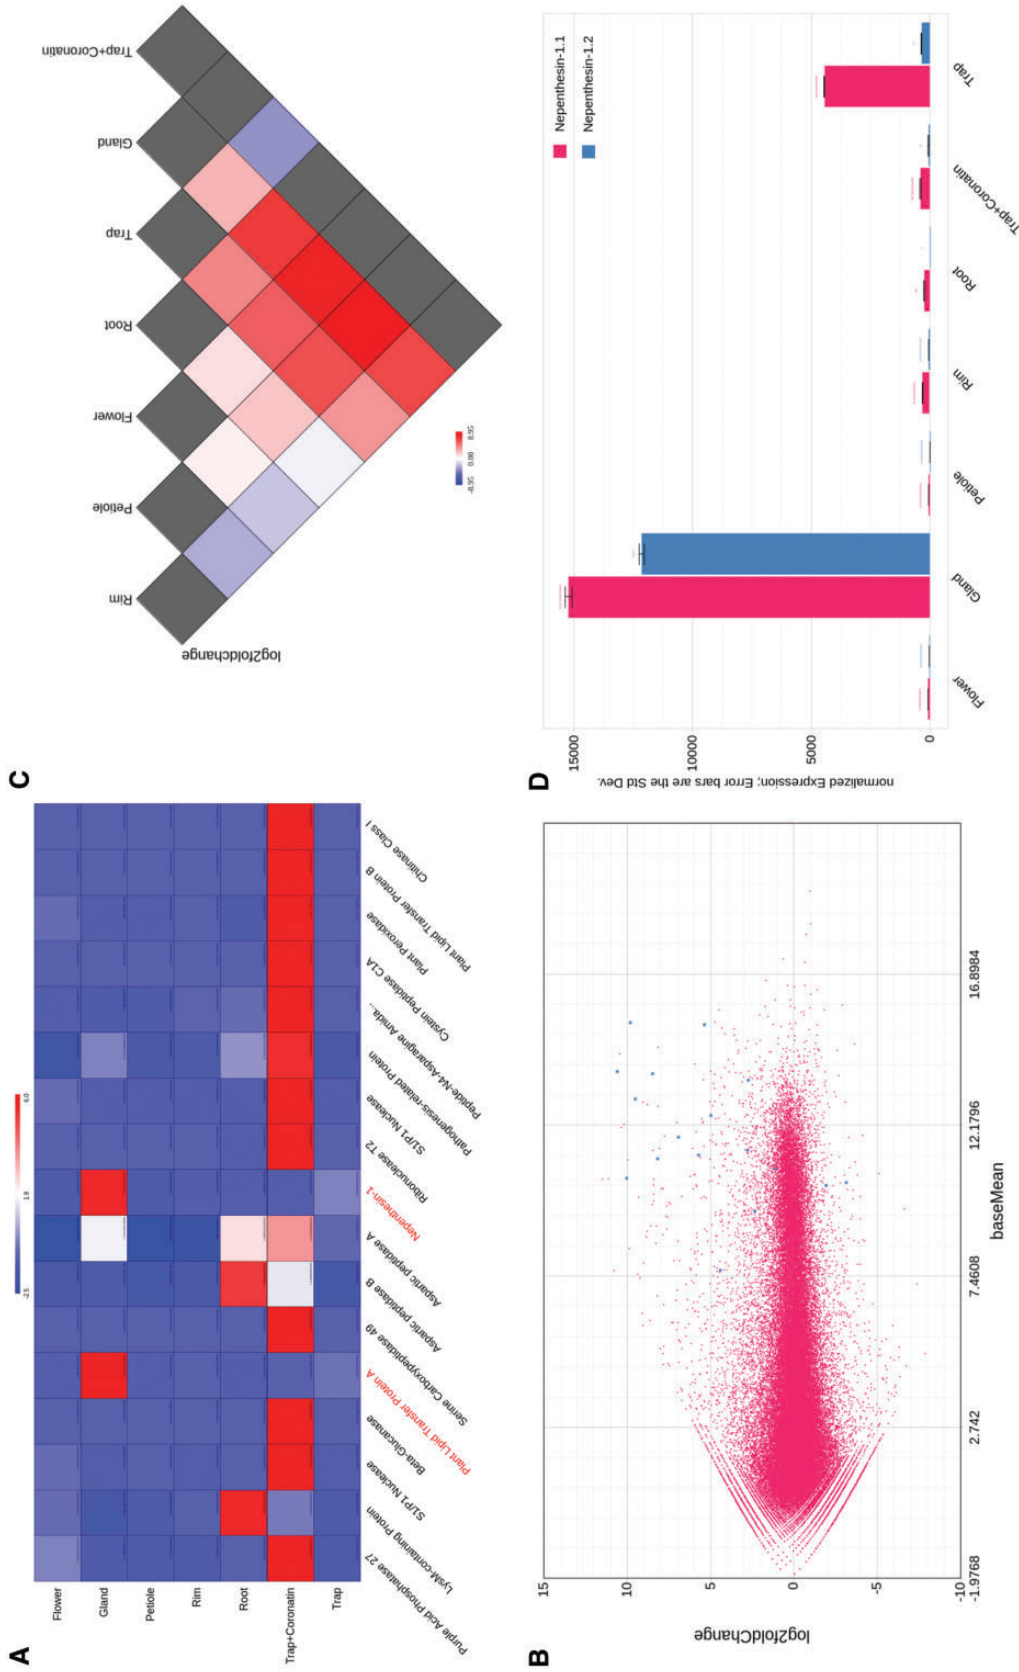 A
-2.5
1.8
6.0
Flower
Gland
Petiole
Rim
Root
Trap+Coronatin
Trap
Purple Acid Phosphatase 27
LysM-containing Protein
S1/P1 Nuclease
Beta-Glucanase
Plant Lipid Transfer Protein A
Serine Carboxypeptidase 49
Aspartic peptidase B
Aspartic peptidase A
Nepenthesin-1
Ribonuclease T2
S1/P1 Nuclease
Pathogenesis-related Protein
Peptide-N4-Asparagine Amida...
Cystein Peptidase C1A
Plant Peroxidase
Plant Lipid Transfer Protein B
Chitinase Class I
B
log2foldChange
15
10
5
0
-5
-10
-1.9768
2.742
7.4608
12.1796
16.8984
baseMean
C
log2foldchange
Rim
Petiole
Flower
Root
Trap
Gland
Trap+Coronatin
-8.95
0.00
8.95
D
normalized Expression; Error bars are the Std Dev.
15000
10000
5000
0
Nepenthesin-1.1
Nepenthesin-1.2
Flower
Gland
Petiole
Rim
Root
Trap+Coronatin
Trap